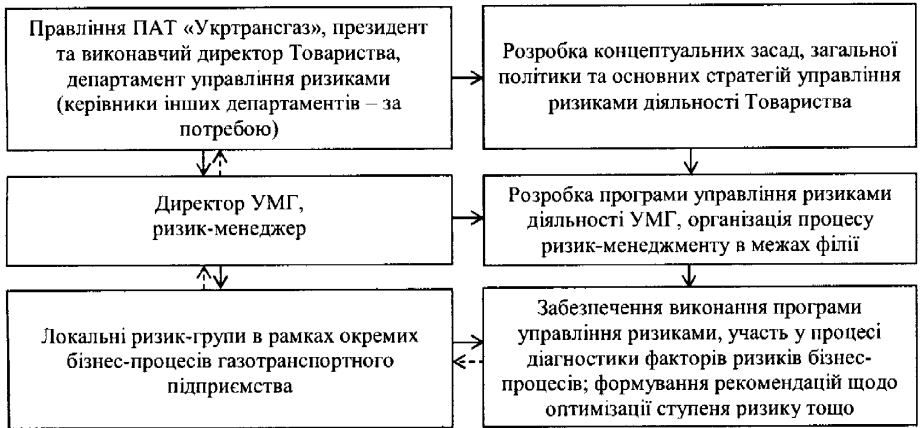 Правління ПАТ «Укртрансгаз», президент
та виконавчий директор Товариства,
департамент управління ризиками
(керівники інших департаментів – за
потребою)
Розробка концептуальних засад, загальної
політики та основних стратегій управління
ризиками діяльності Товариства
Директор УМГ,
ризик-менеджер
Розробка програми управління ризиками
діяльності УМГ, організація процесу
ризик-менеджменту в межах філії
Локальні ризик-групи в рамках окремих
бізнес-процесів газотранспортного
підприємства
Забезпечення виконання програми
управління ризиками, участь у процесі
діагностики факторів ризиків бізнес-
процесів; формування рекомендацій щодо
оптимізації ступеня ризику тощо